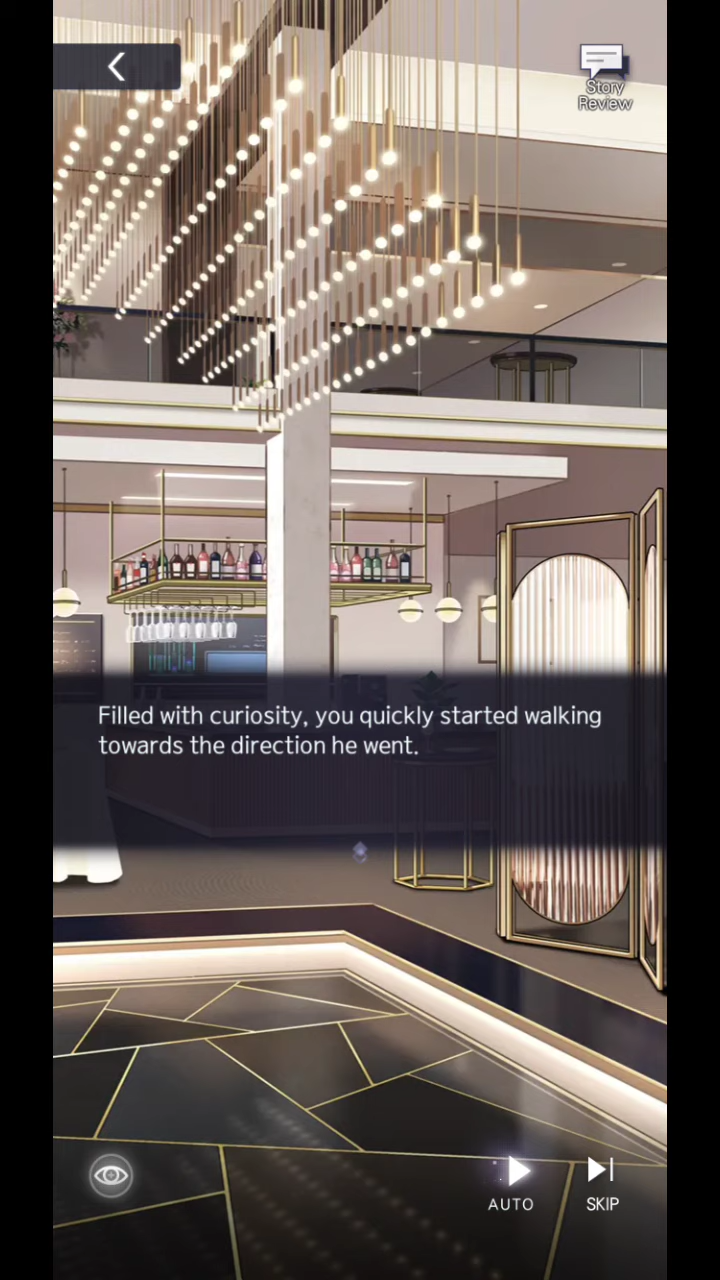 Story
Review
Filled with curiosity, you quickly started walking
towards the direction he went.
AUTO
SKIP